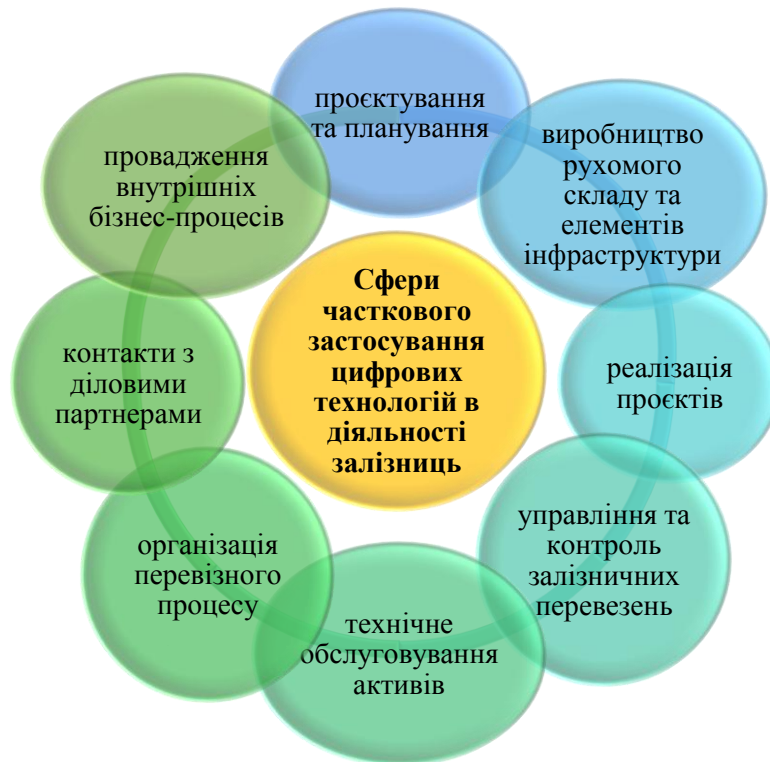 проєктування
та планування
виробництво
рухомого
складу та
елементів
інфраструктури
реалізація
проєктів
управління та
контроль
залізничних
перевезень
технічне
обслуговування
активів
організація
перевізного
процесу
контакти з
діловими
партнерами
провадження
внутрішніх
бізнес-процесів
Сфери
часткового
застосування
цифрових
технологій в
діяльності
залізниць